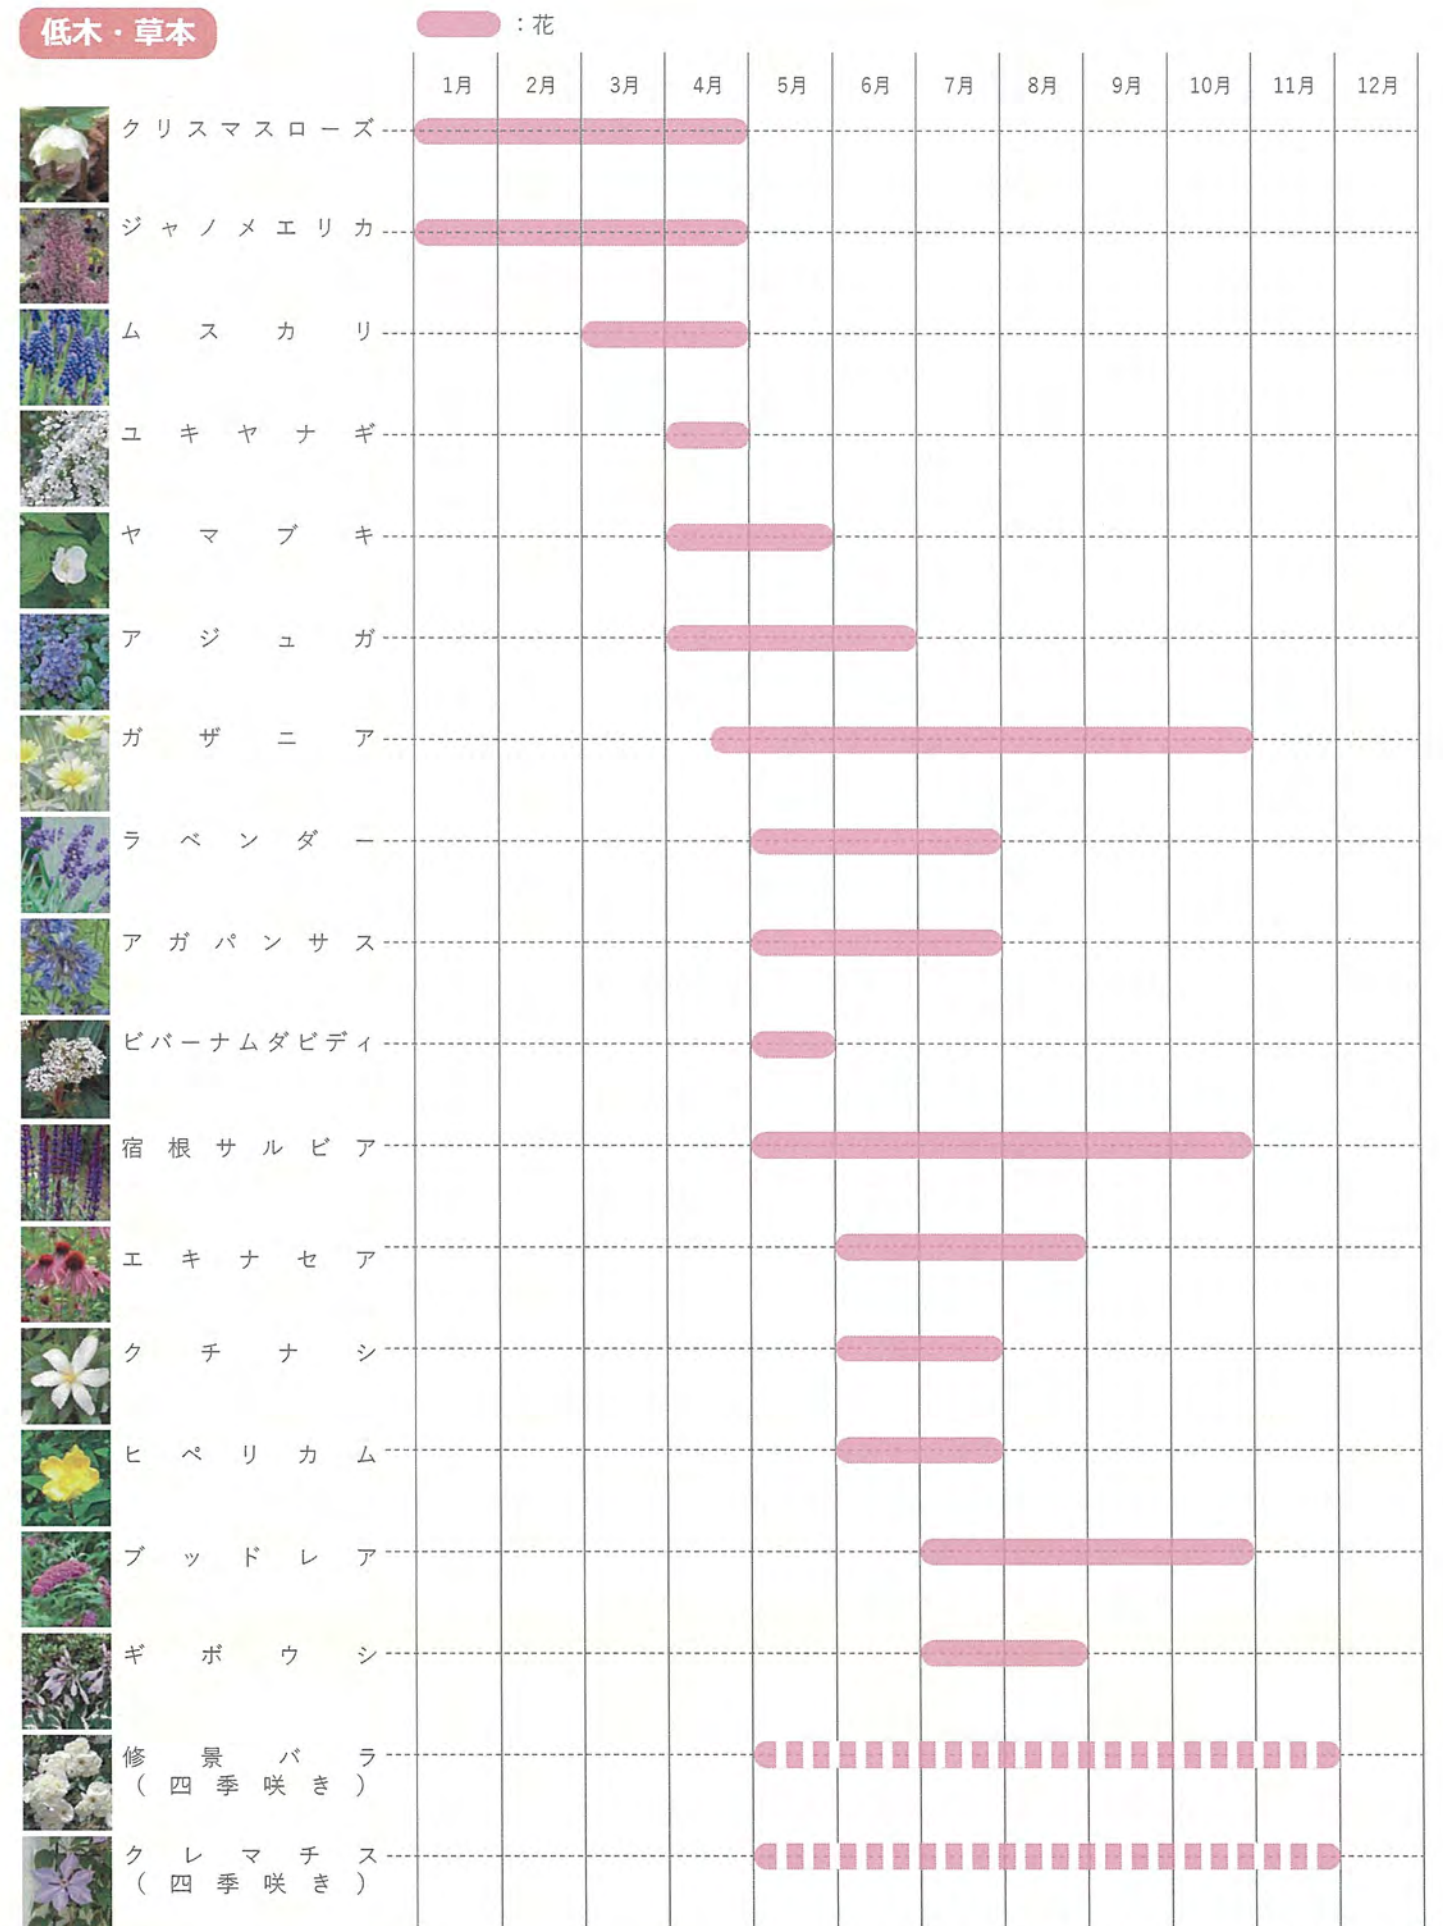 低木・草本
：花
1月 2月 3月 4月 5月 6月 7月 8月 9月 10月 11月 12月
クリスマスローズ
ジャノメエリカ
ムスカリ
ユキヤナギ
ヤマブキ
アジュガ
ガザニア
ラベンダー
アガパンサス
ビバーナムダビディ
宿根サルビア
エキナセア
クチナシ
ヒペリカム
ブッドレア
ギボウシ
修景バラ
（四季咲き）
クレマチス
（四季咲き）